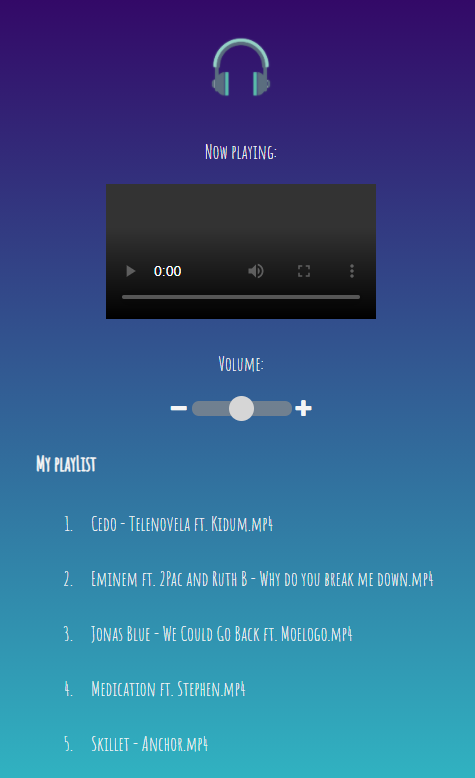 Now playing:
0:00
Volume:
My playlist
1. Cedo - Telenovela ft. Kidum.mp4
2. Eminem ft. 2Pac and Ruth B - Why do you break me down.mp4
3. Jonas Blue - We Could Go Back ft. Moelogo.mp4
4. Medication ft. Stephen.mp4
5. Skillet - Anchor.mp4